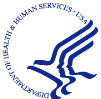 DEPARTMENT OF HEALTH & HUMAN SERVICES • USA